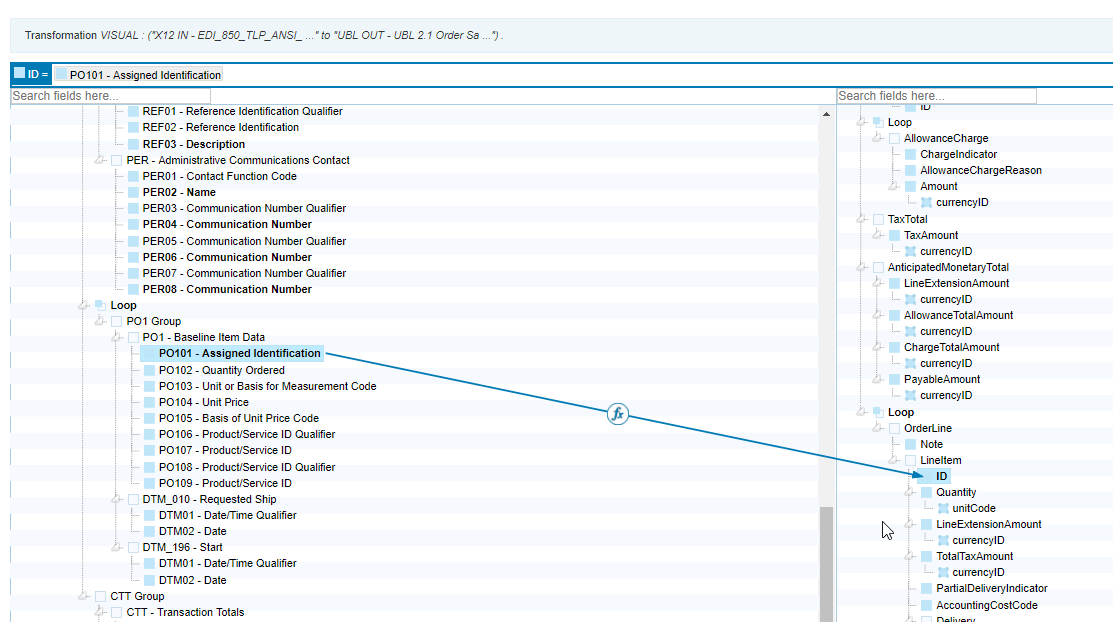 Transformation VISUAL : ("X12 IN - EDI_850_TLP_ANSI_ ..." to "UBL OUT - UBL 2.1 Order Sa ...") .
ID = PO101 - Assigned Identification
Search fields here...
REF01 - Reference Identification Qualifier
REF02 - Reference Identification
REF03 - Description
PER - Administrative Communications Contact
PER01 - Contact Function Code
PER02 - Name
PER03 - Communication Number Qualifier
PER04 - Communication Number
PER05 - Communication Number Qualifier
PER06 - Communication Number
PER07 - Communication Number Qualifier
PER08 - Communication Number
Loop
PO1 Group
PO1 - Baseline Item Data
PO101 - Assigned Identification
PO102 - Quantity Ordered
PO103 - Unit or Basis for Measurement Code
PO104 - Unit Price
PO105 - Basis of Unit Price Code
PO106 - Product/Service ID Qualifier
PO107 - Product/Service ID
PO108 - Product/Service ID Qualifier
PO109 - Product/Service ID
DTM_010 - Requested Ship
DTM01 - Date/Time Qualifier
DTM02 - Date
DTM_196 - Start
DTM01 - Date/Time Qualifier
DTM02 - Date
CTT Group
CTT - Transaction Totals
fx
Search fields here...
ID
Loop
AllowanceCharge
ChargeIndicator
AllowanceChargeReason
Amount
currencyID
TaxTotal
TaxAmount
currencyID
AnticipatedMonetaryTotal
LineExtensionAmount
currencyID
AllowanceTotalAmount
currencyID
ChargeTotalAmount
currencyID
PayableAmount
currencyID
Loop
OrderLine
Note
LineItem
ID
Quantity
unitCode
LineExtensionAmount
currencyID
TotalTaxAmount
currencyID
PartialDeliveryIndicator
AccountingCostCode
Delivery